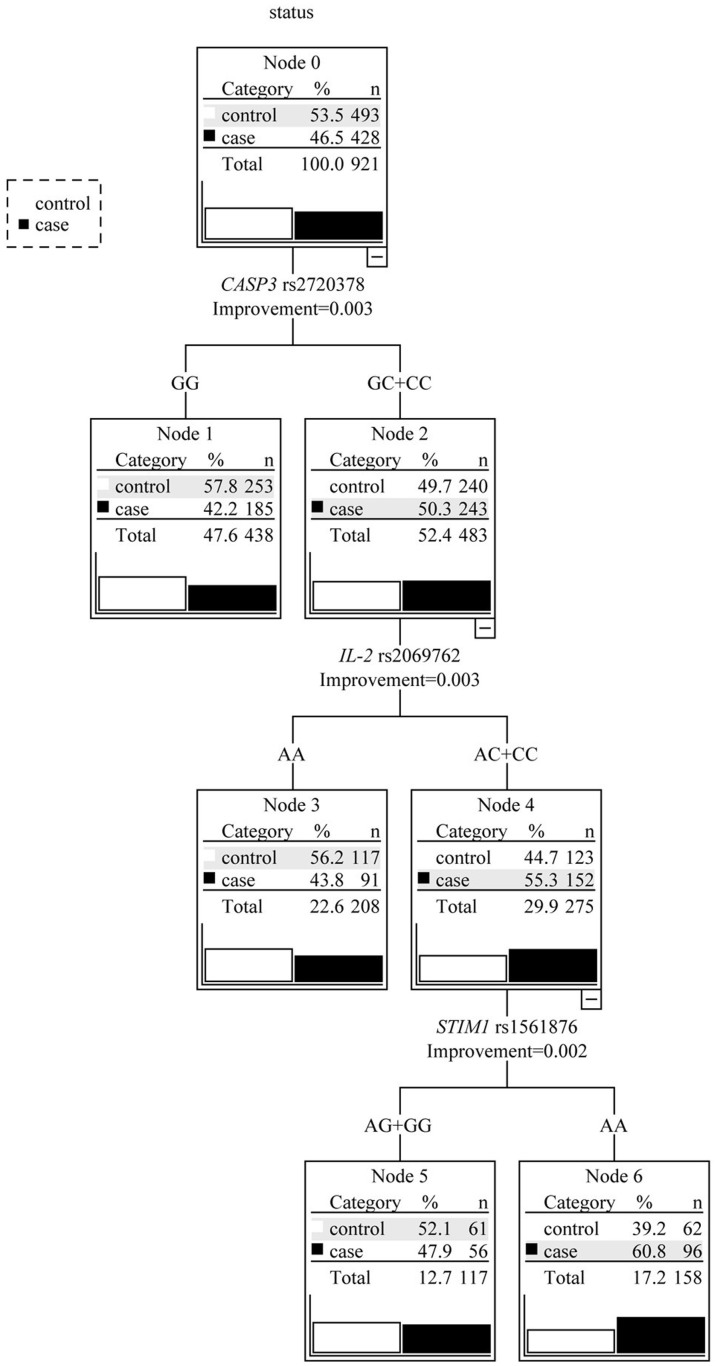 status
Node 0
Category % n
control 53.5 493
case 46.5 428
Total 100.0 921
control
case
CASP3 rs2720378
Improvement=0.003
GG GC+CC
Node 1
Category % n
control 57.8 253
case 42.2 185
Total 47.6 438
Node 2
Category % n
control 49.7 240
case 50.3 243
Total 52.4 483
IL-2 rs2069762
Improvement=0.003
AA AC+CC
Node 3
Category % n
control 56.2 117
case 43.8 91
Total 22.6 208
Node 4
Category % n
control 44.7 123
case 55.3 152
Total 29.9 275
STIM1 rs1561876
Improvement=0.002
AG+GG AA
Node 5
Category % n
control 52.1 61
case 47.9 56
Total 12.7 117
Node 6
Category % n
control 39.2 62
case 60.8 96
Total 17.2 158